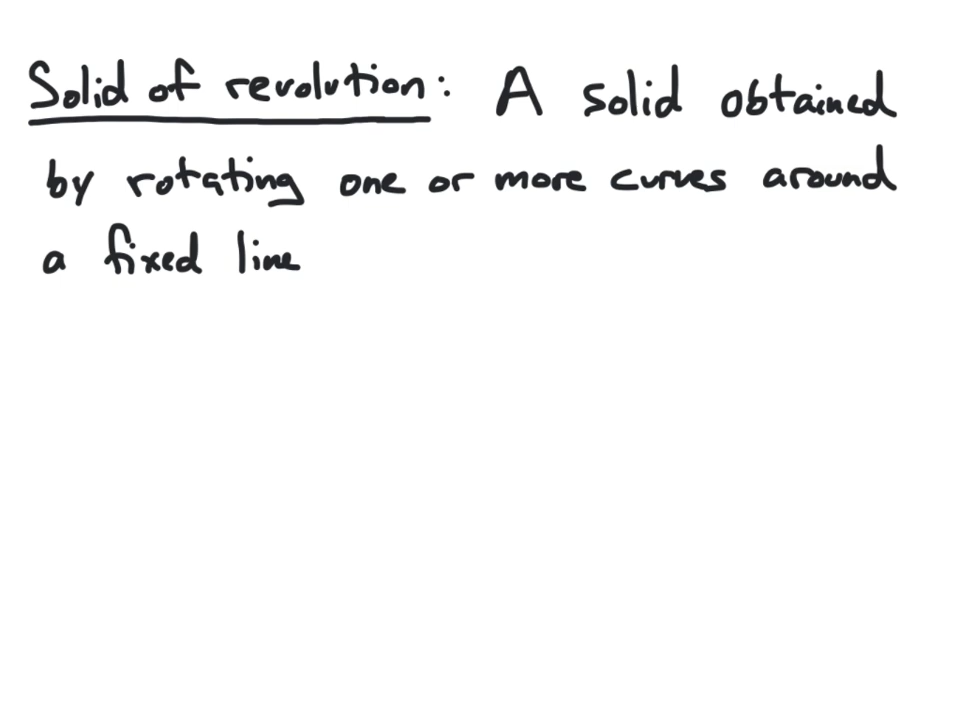 Solid of revolution: A solid obtained
by rotating one or more curves around
a fixed line